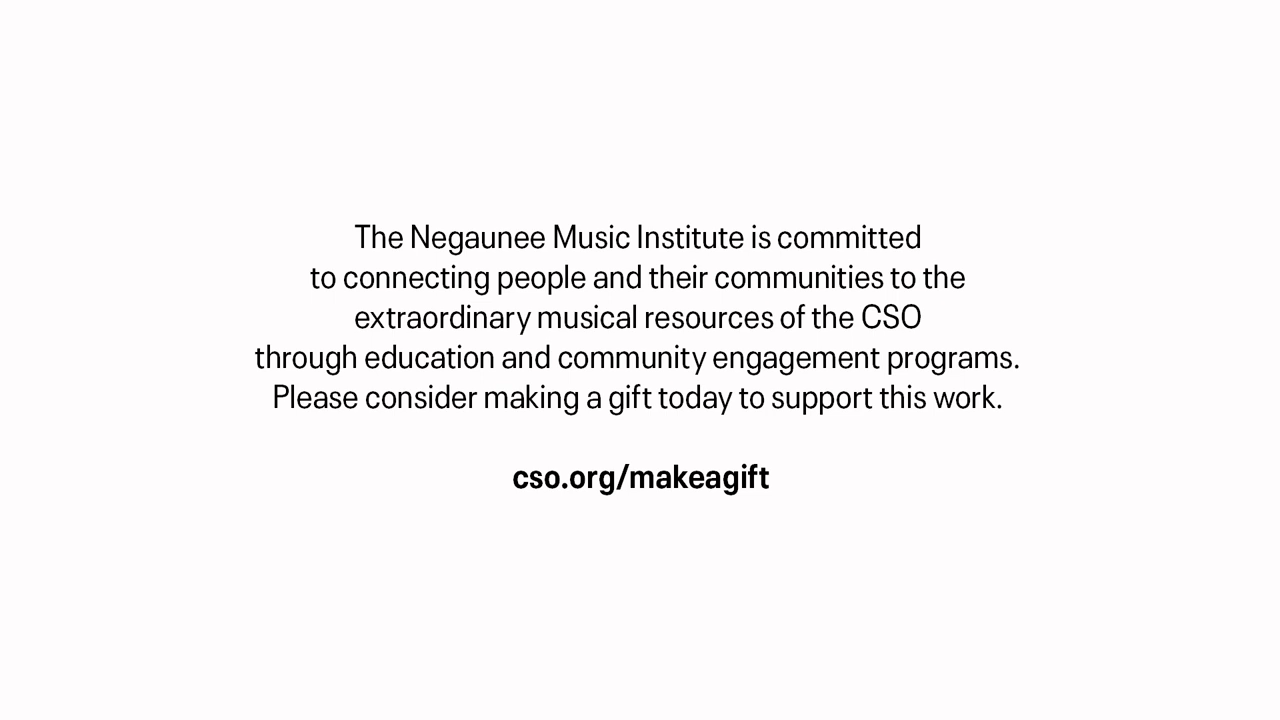 The Negaunee Music Institute is committed
to connecting people and their communities to the
extraordinary musical resources of the CSO
through education and community engagement programs.
Please consider making a gift today to support this work.
cso.org/makeagift